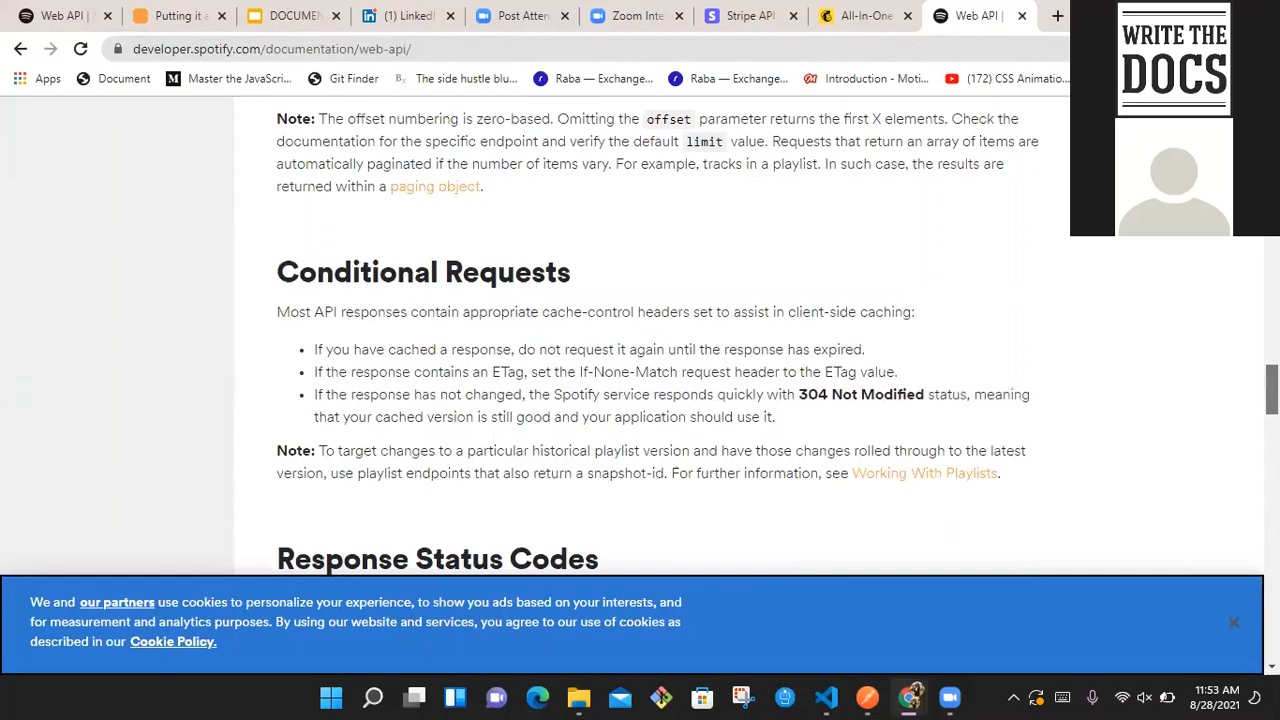 Web API |
Putting it a
DOCUME
(1) Linked
Post Atten
Zoom Inte
Stripe API
All-in-One
Web API |
developer.spotify.com/documentation/web-api/
Apps
Document
Master the JavaScri...
Git Finder
The side hustle blu...
Raba — Exchange...
Raba — Exchange...
Introduction - Moti...
(172) CSS Animatio...
WRITE THE
DOCS
Note: The offset numbering is zero-based. Omitting the offset parameter returns the first X elements. Check the
documentation for the specific endpoint and verify the default limit value. Requests that return an array of items are
automatically paginated if the number of items vary. For example, tracks in a playlist. In such case, the results are
returned within a paging object.
Conditional Requests
Most API responses contain appropriate cache-control headers set to assist in client-side caching:
• If you have cached a response, do not request it again until the response has expired.
• If the response contains an ETag, set the If-None-Match request header to the ETag value.
• If the response has not changed, the Spotify service responds quickly with 304 Not Modified status, meaning
that your cached version is still good and your application should use it.
Note: To target changes to a particular historical playlist version and have those changes rolled through to the latest
version, use playlist endpoints that also return a snapshot-id. For further information, see Working With Playlists.
Response Status Codes
We and our partners use cookies to personalize your experience, to show you ads based on your interests, and
for measurement and analytics purposes. By using our website and services, you agree to our use of cookies as
described in our Cookie Policy.
11:53 AM
8/28/2021